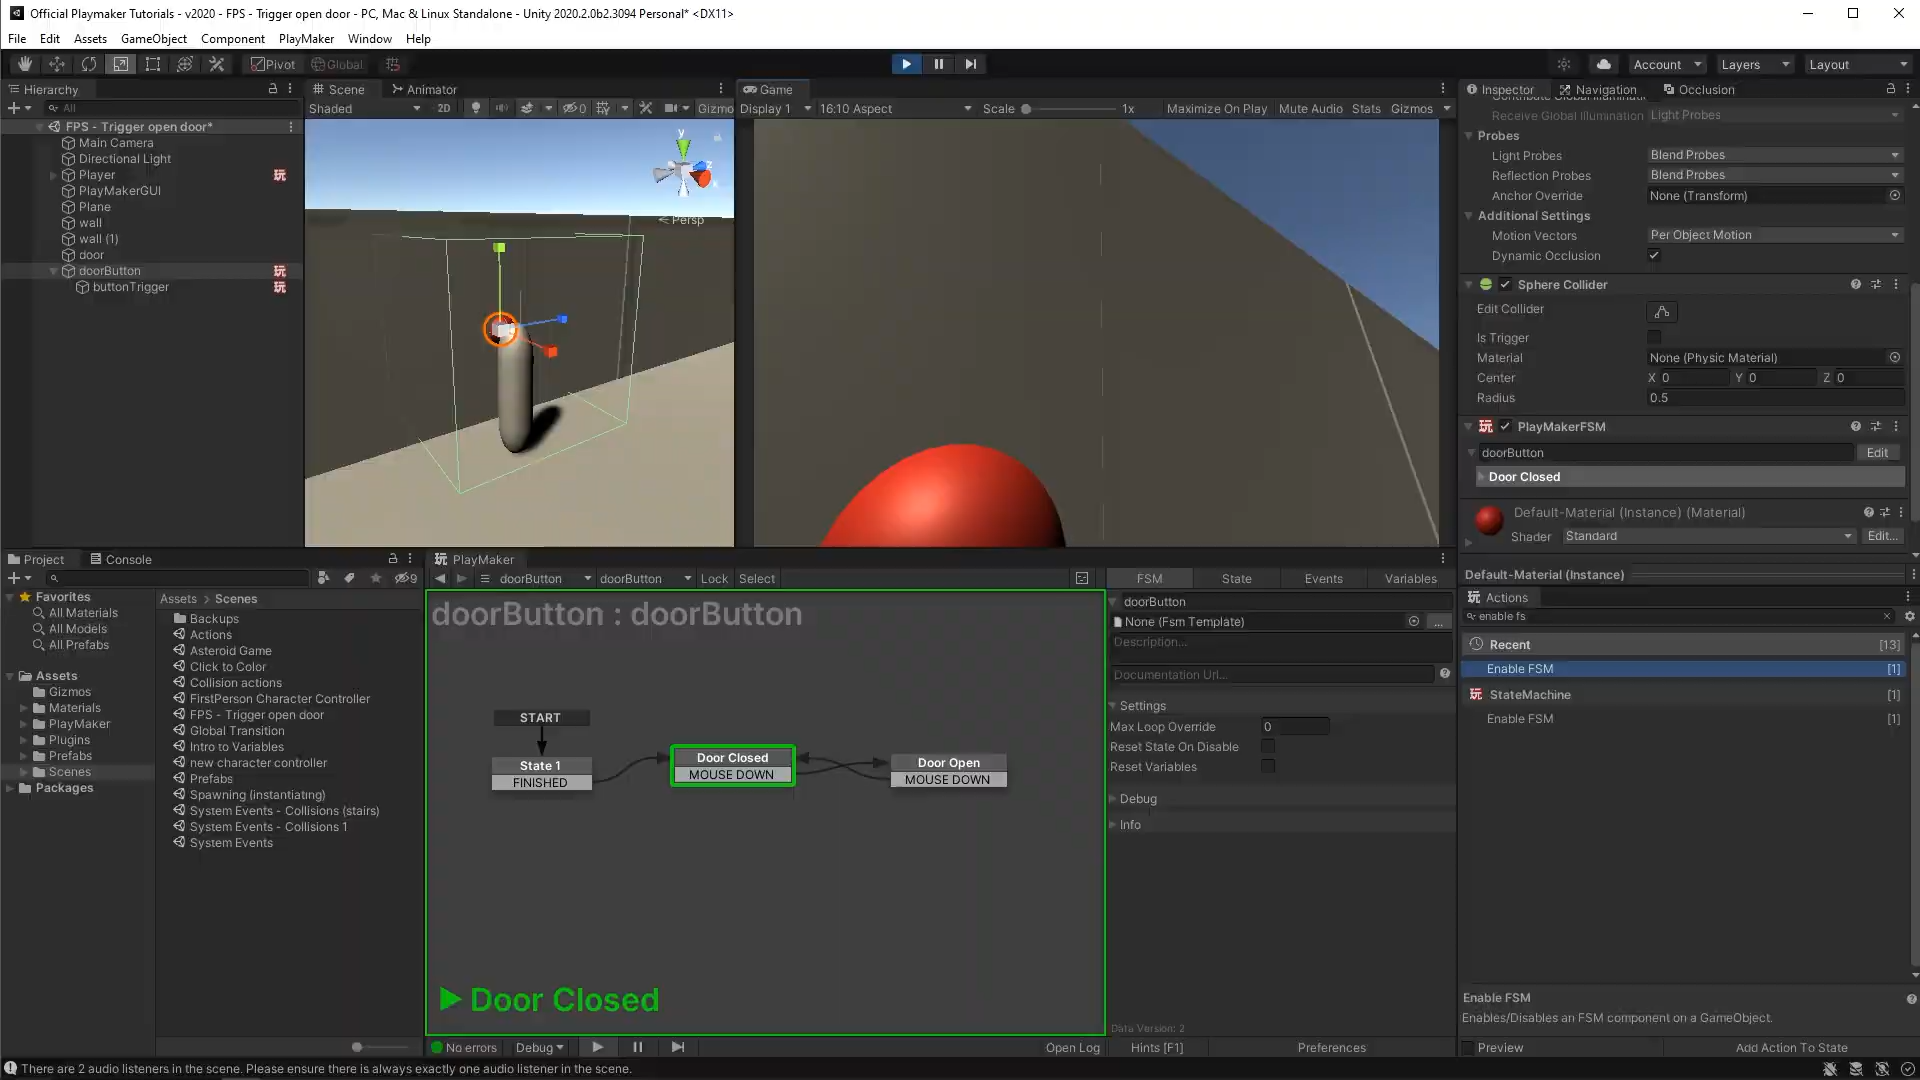 Official Playmaker Tutorials - v2020 - FPS - Trigger open door - PC, Mac & Linux Standalone - Unity 2020.2.0b2.3094 Personal* <DX11>
File Edit Assets GameObject Component PlayMaker Window Help
Pivot Global Account Layers Layout
Hierarchy Scene Animator Game Inspector Navigation Occlusion
All Shaded 2D 0 Gizmo Display 1 16:10 Aspect Scale 1x Maximize On Play Mute Audio Stats Gizmos
FPS - Trigger open door*
Main Camera
Directional Light
Player
PlayMakerGUI
Plane
wall
wall (1)
door
doorButton
buttonTrigger
y
z
Persp
Receive Global Illumination Light Probes
Probes
Light Probes Blend Probes
Reflection Probes Blend Probes
Anchor Override None (Transform)
Additional Settings
Motion Vectors Per Object Motion
Dynamic Occlusion
Sphere Collider
Edit Collider
Is Trigger
Material None (Physic Material)
Center X 0 Y 0 Z 0
Radius 0.5
玩 PlayMakerFSM
doorButton Edit
Door Closed
Default-Material (Instance) (Material)
Shader Standard Edit...
Default-Material (Instance)
Project Console
9
Favorites
All Materials
All Models
All Prefabs
Assets
Gizmos
Materials
PlayMaker
Plugins
Prefabs
Scenes
Packages
Assets > Scenes
Backups
Actions
Asteroid Game
Click to Color
Collision actions
FirstPerson Character Controller
FPS - Trigger open door
Global Transition
Intro to Variables
new character controller
Prefabs
Spawning (instantiatng)
System Events - Collisions (stairs)
System Events - Collisions 1
System Events
玩 PlayMaker
doorButton doorButton Lock Select
doorButton : doorButton
START
State 1
FINISHED
Door Closed
MOUSE DOWN
Door Open
MOUSE DOWN
Door Closed
No errors Debug Open Log
FSM State Events Variables
doorButton
None (Fsm Template) ...
Description...
Documentation Url...
Settings
Max Loop Override 0
Reset State On Disable
Reset Variables
Debug
Info
Data Version: 2
Hints [F1] Preferences
玩 Actions
enable fs
Recent [13]
Enable FSM [1]
玩 StateMachine [1]
Enable FSM [1]
Enable FSM
Enables/Disables an FSM component on a GameObject.
Preview Add Action To State
There are 2 audio listeners in the scene. Please ensure there is always exactly one audio listener in the scene.